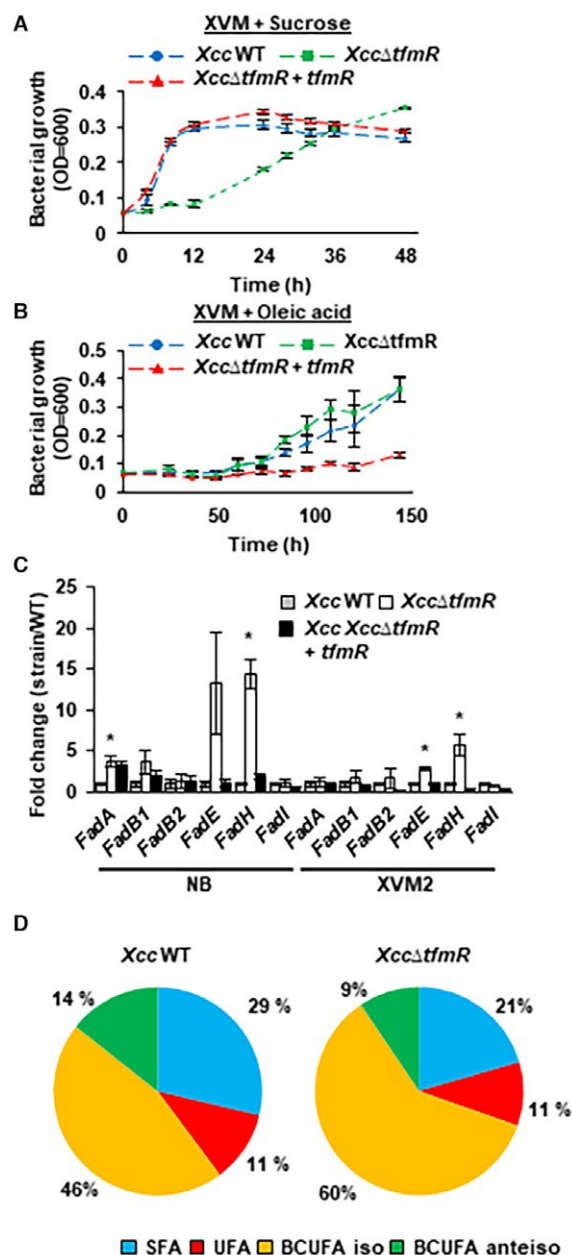 A
XVM + Sucrose
Xcc WT XccΔtfmR
XccΔtfmR + tfmR
Bacterial growth
(OD=600)
0.4
0.3
0.2
0.1
0
0 12 24 36 48
Time (h)
B
XVM + Oleic acid
Xcc WT XccΔtfmR
XccΔtfmR + tfmR
Bacterial growth
(OD=600)
0.5
0.4
0.3
0.2
0.1
0
0 50 100 150
Time (h)
C
Fold change (strain/WT)
25
20
15
10
5
0
Xcc WT XccΔtfmR
Xcc XccΔtfmR
+ tfmR
* * * *
FadA FadB1 FadB2 FadE FadH FadI FadA FadB1 FadB2 FadE FadH FadI
NB XVM2
D
Xcc WT XccΔtfmR
14 % 29 % 11 % 46%
9% 21% 11 % 60%
SFA UFA BCUFA iso BCUFA anteiso